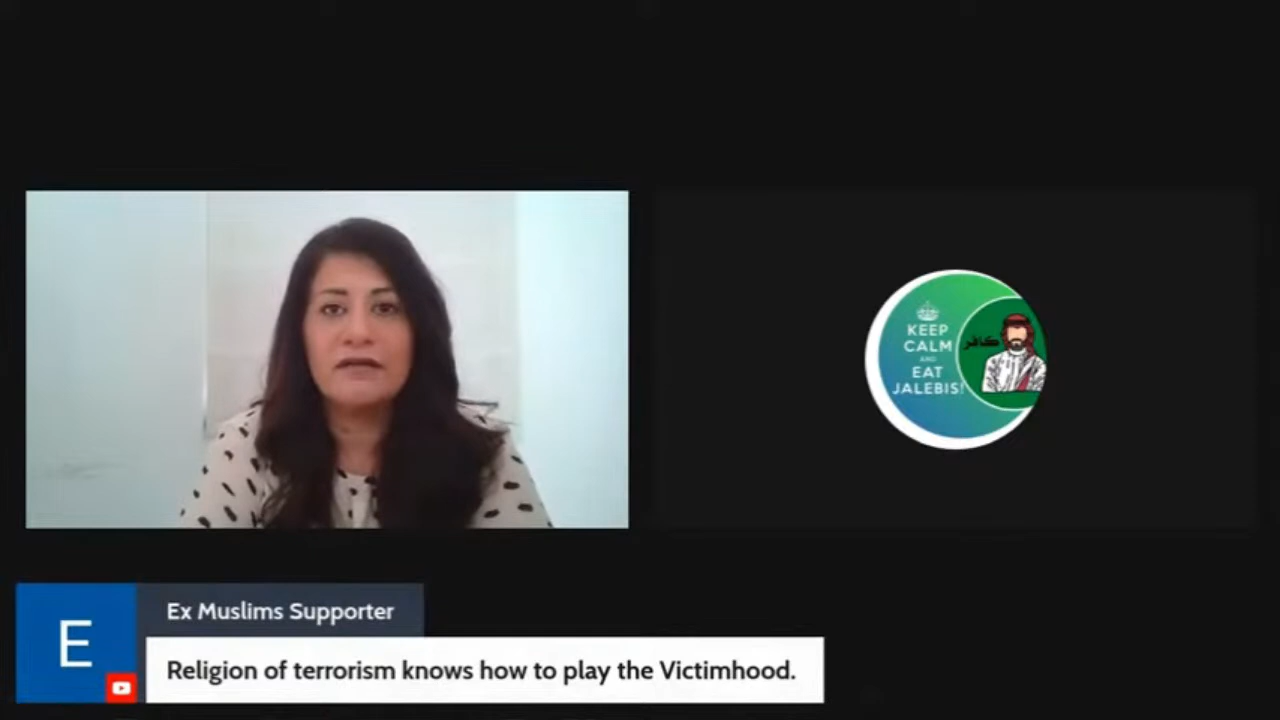 KEEP
CALM
AND
EAT
JALEBIS!
كافر
E
Ex Muslims Supporter
Religion of terrorism knows how to play the Victimhood.